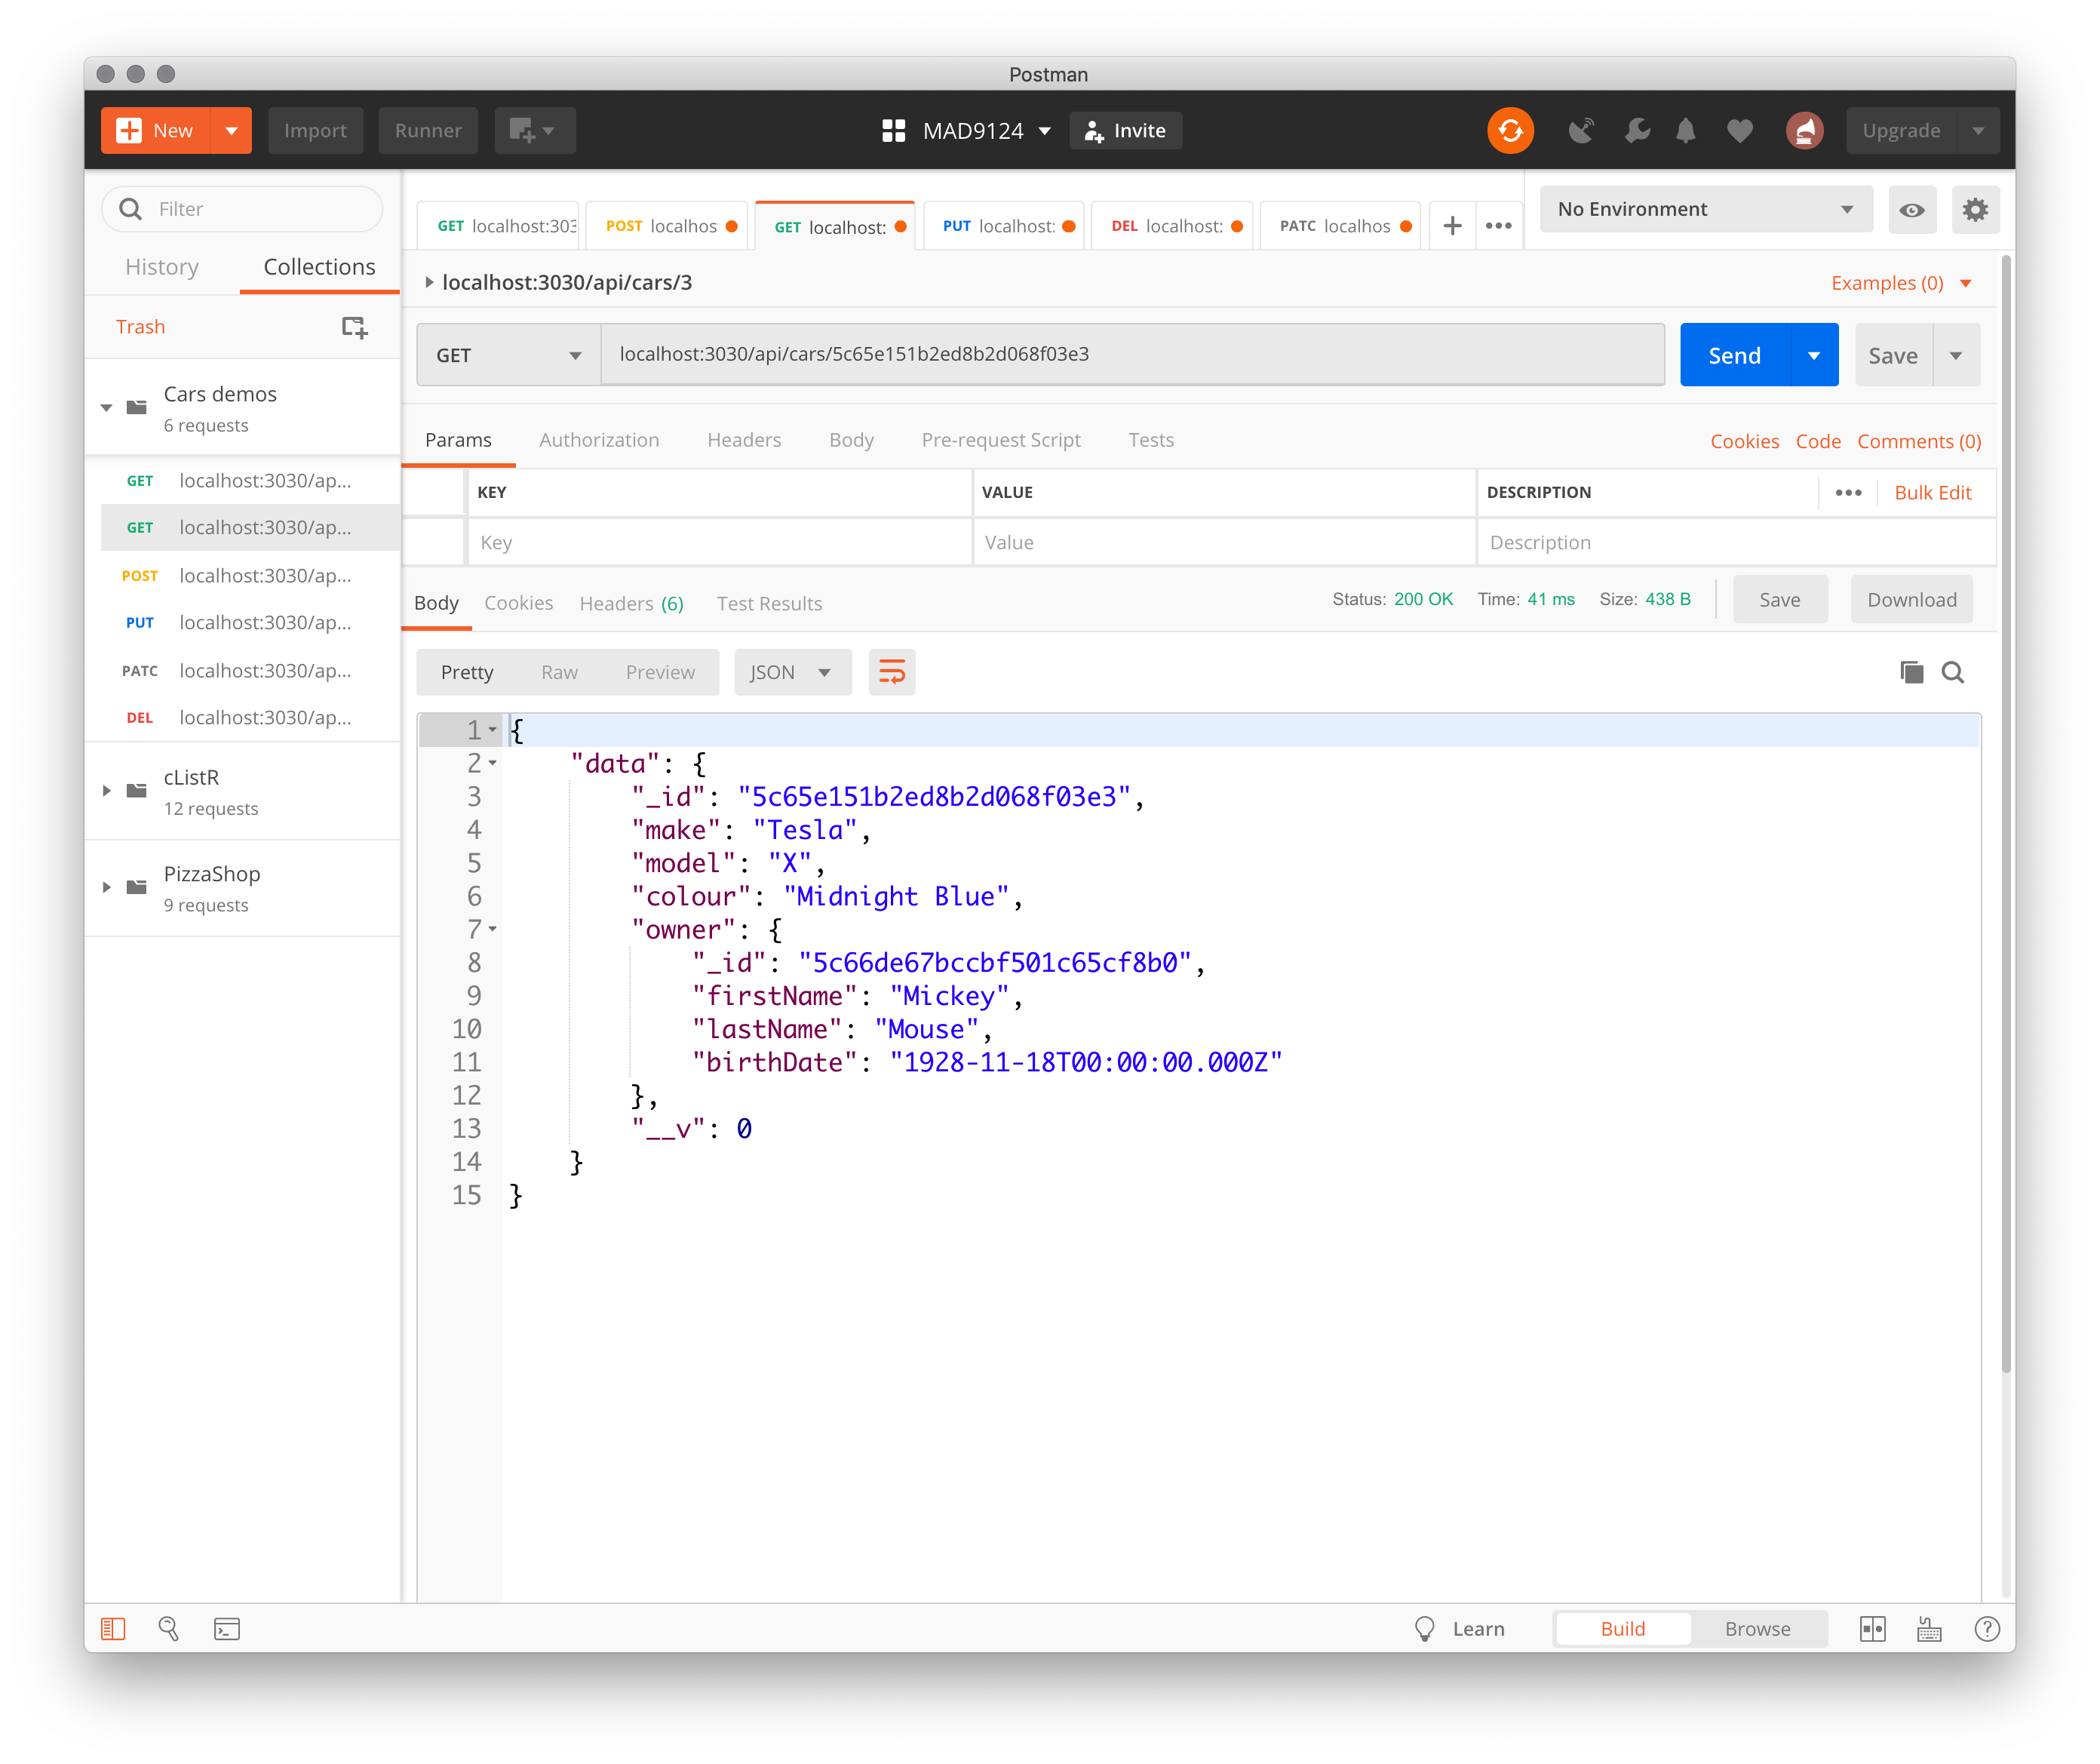 Postman
New Import Runner MAD9124 Invite Upgrade
Filter
History Collections
Trash
Cars demos
6 requests
GET localhost:3030/ap...
GET localhost:3030/ap...
POST localhost:3030/ap...
PUT localhost:3030/ap...
PATC localhost:3030/ap...
DEL localhost:3030/ap...
cListR
12 requests
PizzaShop
9 requests
GET localhost:303 POST localhos GET localhost: PUT localhost: DEL localhost: PATC localhos + ••• No Environment
localhost:3030/api/cars/3 Examples (0)
GET localhost:3030/api/cars/5c65e151b2ed8b2d068f03e3 Send Save
Params Authorization Headers Body Pre-request Script Tests Cookies Code Comments (0)
KEY VALUE DESCRIPTION ••• Bulk Edit
Key Value Description
Body Cookies Headers (6) Test Results Status: 200 OK Time: 41 ms Size: 438 B Save Download
Pretty Raw Preview JSON
1 {
2 "data": {
3 "_id": "5c65e151b2ed8b2d068f03e3",
4 "make": "Tesla",
5 "model": "X",
6 "colour": "Midnight Blue",
7 "owner": {
8 "_id": "5c66de67bccbf501c65cf8b0",
9 "firstName": "Mickey",
10 "lastName": "Mouse",
11 "birthDate": "1928-11-18T00:00:00.000Z"
12 },
13 "__v": 0
14 }
15 }
Learn Build Browse ?